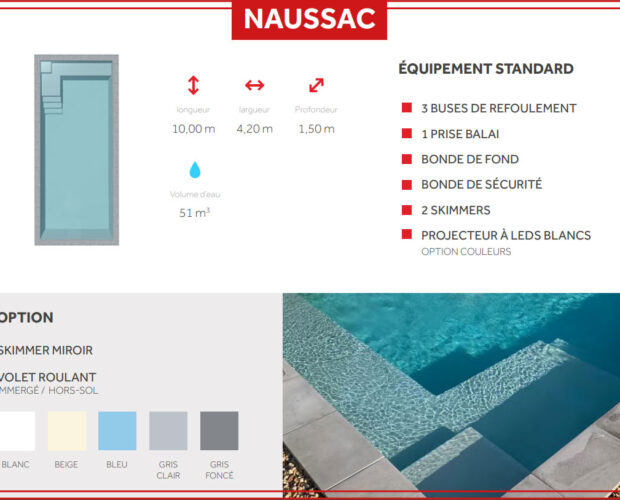 NAUSSAC
longueur
largeur
Profondeur
10,00 m
4,20 m
1,50 m
Volume d'eau
51 m³
ÉQUIPEMENT STANDARD
3 BUSES DE REFOULEMENT
1 PRISE BALAI
BONDE DE FOND
BONDE DE SÉCURITÉ
2 SKIMMERS
PROJECTEUR À LEDS BLANCS
OPTION COULEURS
OPTION
SKIMMER MIROIR
VOLET ROULANT
MMERGÉ / HORS-SOL
BLANC
BEIGE
BLEU
GRIS CLAIR
GRIS FONCÉ